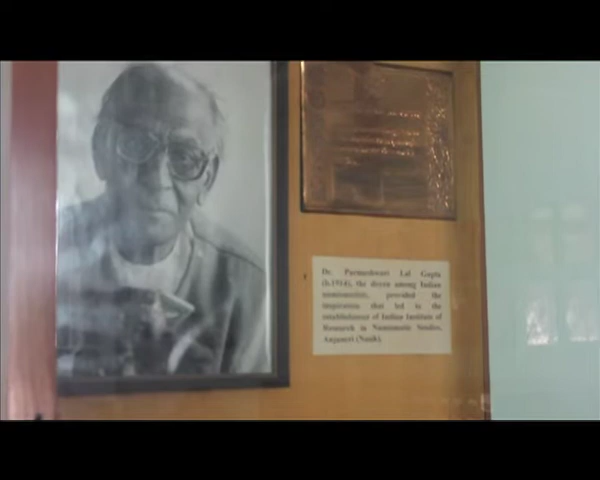 Dr. Parmeshwari Lal Gupta
(b.1914), the doyen among Indian
numismatists, provided the
inspiration that led to the
establishment of Indian Institute of
Research in Numismatic Studies,
Anjaneri (Nasik).